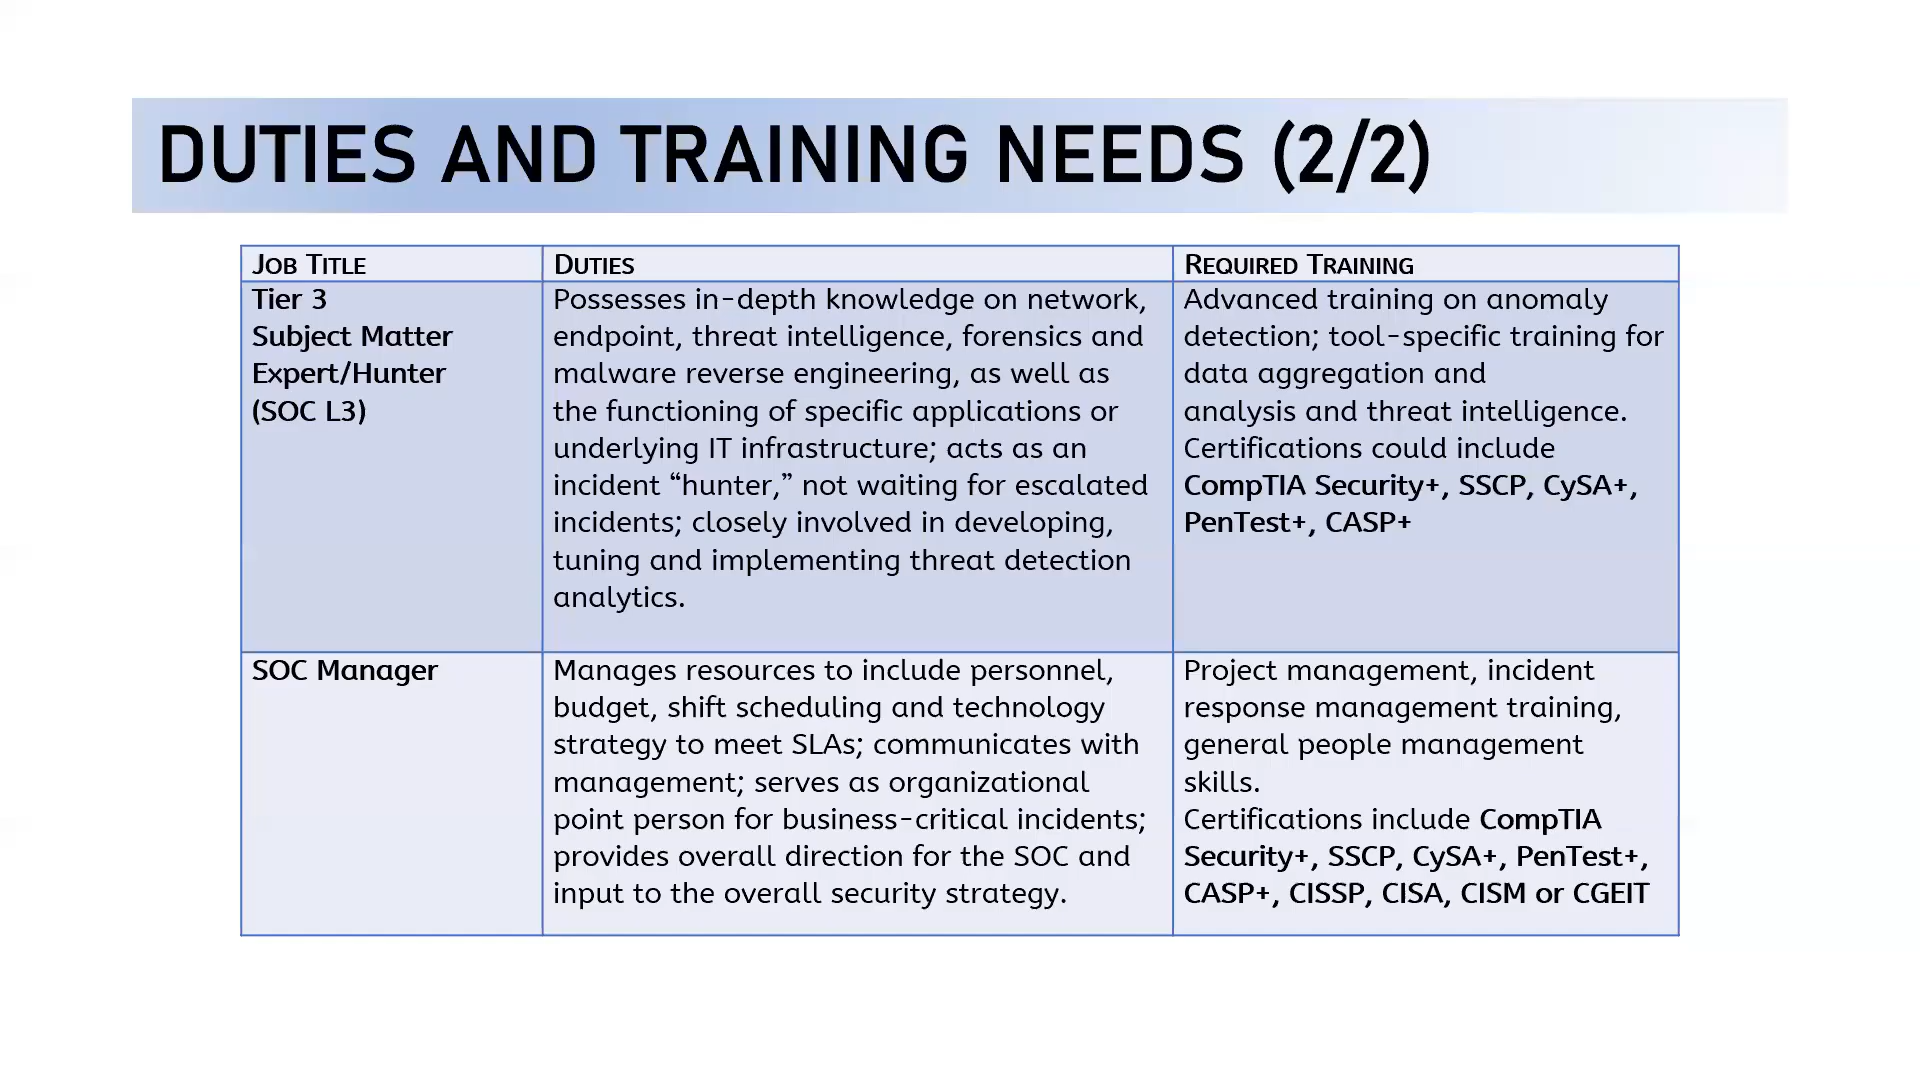 DUTIES AND TRAINING NEEDS (2/2)
JOB TITLE
DUTIES
REQUIRED TRAINING
Tier 3
Subject Matter
Expert/Hunter
(SOC L3)
Possesses in-depth knowledge on network,
endpoint, threat intelligence, forensics and
malware reverse engineering, as well as
the functioning of specific applications or
underlying IT infrastructure; acts as an
incident “hunter,” not waiting for escalated
incidents; closely involved in developing,
tuning and implementing threat detection
analytics.
Advanced training on anomaly
detection; tool-specific training for
data aggregation and
analysis and threat intelligence.
Certifications could include
CompTIA Security+, SSCP, CySA+,
PenTest+, CASP+
SOC Manager
Manages resources to include personnel,
budget, shift scheduling and technology
strategy to meet SLAs; communicates with
management; serves as organizational
point person for business-critical incidents;
provides overall direction for the SOC and
input to the overall security strategy.
Project management, incident
response management training,
general people management
skills.
Certifications include CompTIA
Security+, SSCP, CySA+, PenTest+,
CASP+, CISSP, CISA, CISM or CGEIT